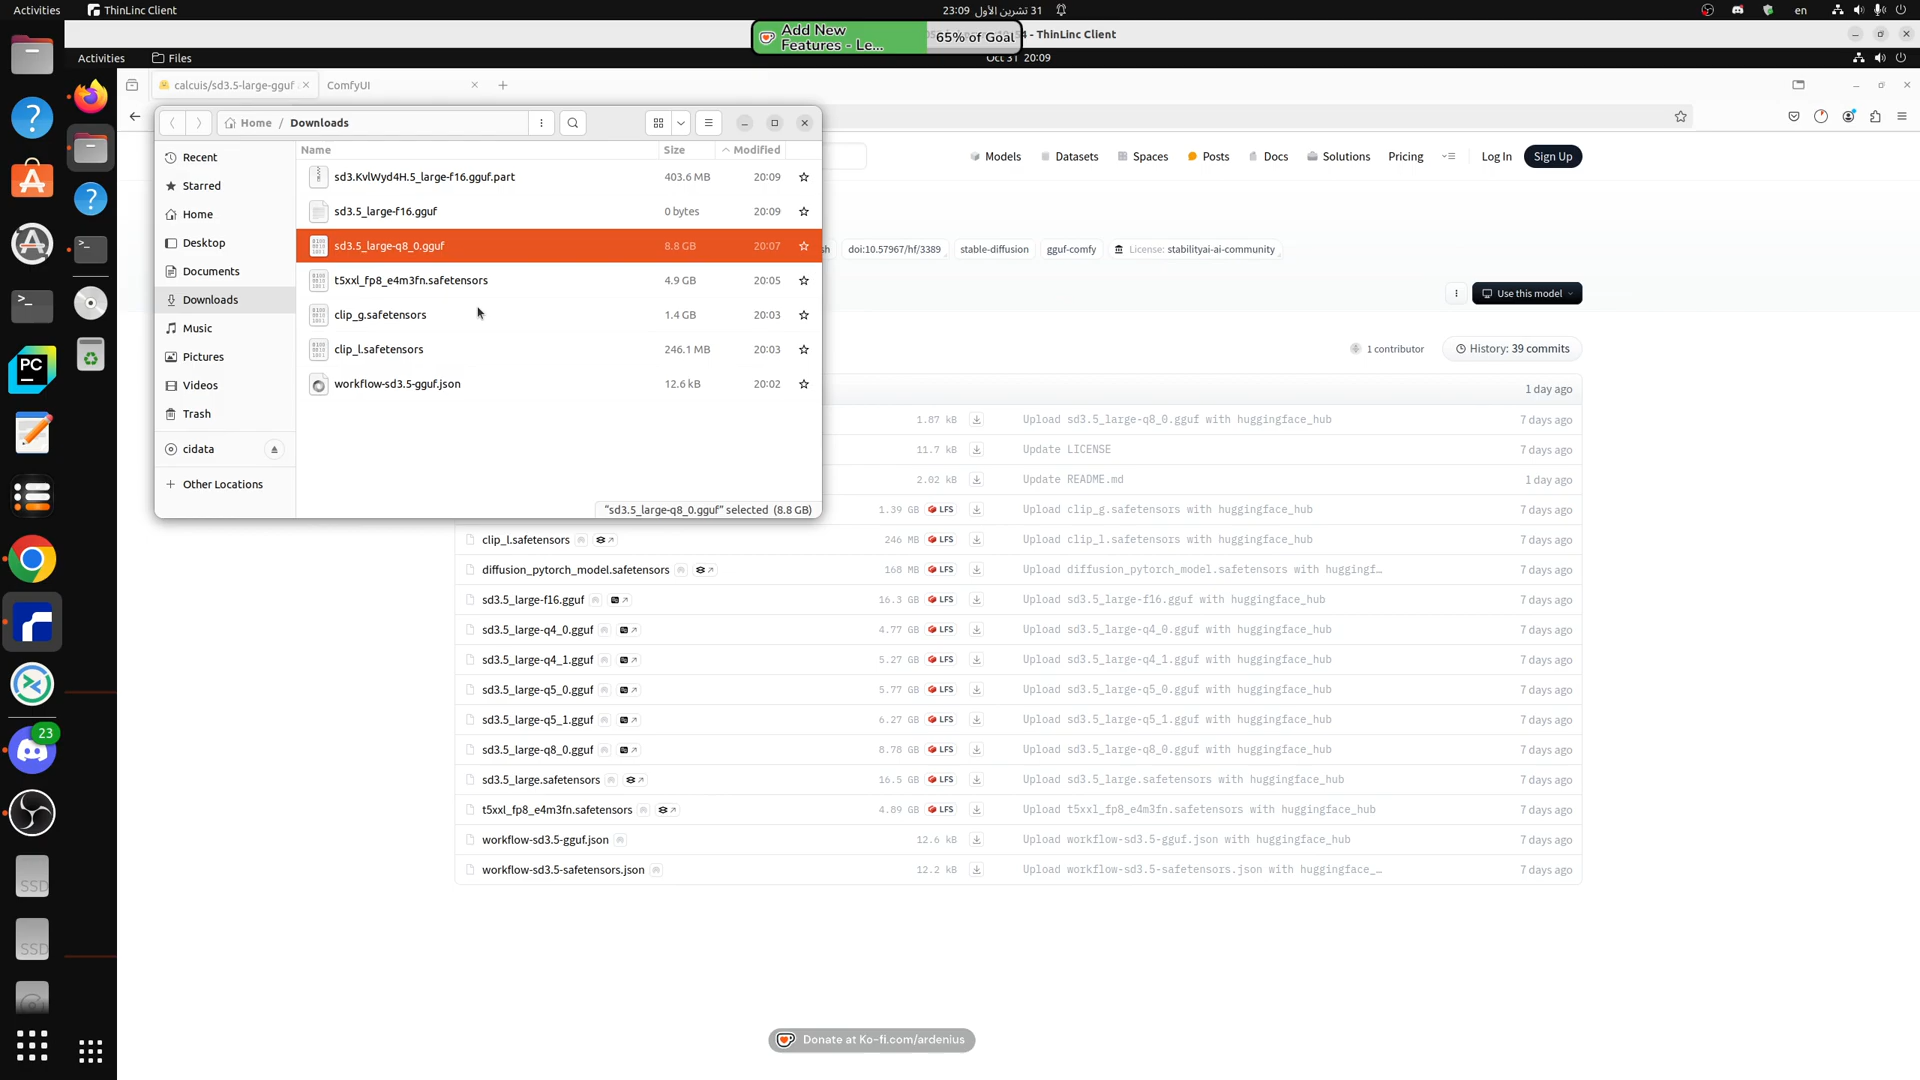 Activities
ThinLinc Client
23:09 31 تشرين الأول
en
Add New
Features - Le...
65% of Goal
54 - ThinLinc Client
Activities
Files
Oct 31 20:09
calcuis/sd3.5-large-gguf
ComfyUI
Home / Downloads
Recent
Starred
Home
Desktop
Documents
Downloads
Music
Pictures
Videos
Trash
cidata
Other Locations
Name Size Modified
sd3.KvlWyd4H.5_large-f16.gguf.part 403.6 MB 20:09
sd3.5_large-f16.gguf 0 bytes 20:09
sd3.5_large-q8_0.gguf 8.8 GB 20:07
t5xxl_fp8_e4m3fn.safetensors 4.9 GB 20:05
clip_g.safetensors 1.4 GB 20:03
clip_l.safetensors 246.1 MB 20:03
workflow-sd3.5-gguf.json 12.6 kB 20:02
"sd3.5_large-q8_0.gguf" selected (8.8 GB)
Models Datasets Spaces Posts Docs Solutions Pricing Log In Sign Up
sh doi:10.57967/hf/3389 stable-diffusion gguf-comfy License: stabilityai-ai-community
Use this model
1 contributor History: 39 commits
1 day ago
1.87 kB Upload sd3.5_large-q8_0.gguf with huggingface_hub 7 days ago
11.7 kB Update LICENSE 7 days ago
2.02 kB Update README.md 1 day ago
1.39 GB LFS Upload clip_g.safetensors with huggingface_hub 7 days ago
clip_l.safetensors 246 MB LFS Upload clip_l.safetensors with huggingface_hub 7 days ago
diffusion_pytorch_model.safetensors 168 MB LFS Upload diffusion_pytorch_model.safetensors with huggingf… 7 days ago
sd3.5_large-f16.gguf 16.3 GB LFS Upload sd3.5_large-f16.gguf with huggingface_hub 7 days ago
sd3.5_large-q4_0.gguf 4.77 GB LFS Upload sd3.5_large-q4_0.gguf with huggingface_hub 7 days ago
sd3.5_large-q4_1.gguf 5.27 GB LFS Upload sd3.5_large-q4_1.gguf with huggingface_hub 7 days ago
sd3.5_large-q5_0.gguf 5.77 GB LFS Upload sd3.5_large-q5_0.gguf with huggingface_hub 7 days ago
sd3.5_large-q5_1.gguf 6.27 GB LFS Upload sd3.5_large-q5_1.gguf with huggingface_hub 7 days ago
sd3.5_large-q8_0.gguf 8.78 GB LFS Upload sd3.5_large-q8_0.gguf with huggingface_hub 7 days ago
sd3.5_large.safetensors 16.5 GB LFS Upload sd3.5_large.safetensors with huggingface_hub 7 days ago
t5xxl_fp8_e4m3fn.safetensors 4.89 GB LFS Upload t5xxl_fp8_e4m3fn.safetensors with huggingface_hub 7 days ago
workflow-sd3.5-gguf.json 12.6 kB Upload workflow-sd3.5-gguf.json with huggingface_hub 7 days ago
workflow-sd3.5-safetensors.json 12.2 kB Upload workflow-sd3.5-safetensors.json with huggingface_… 7 days ago
PC
23
SSD
SSD
Donate at Ko-fi.com/ardenius